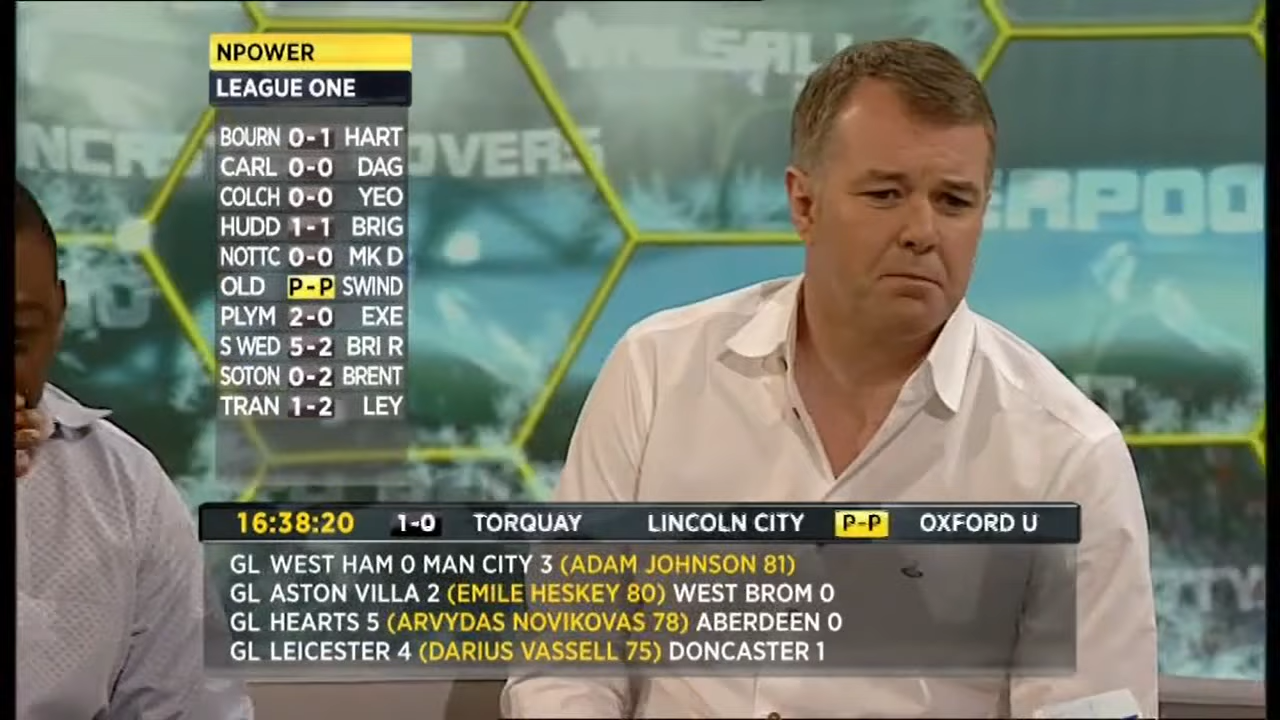 WALSALL
NPOWER
LEAGUE ONE
BOURN 0-1 HART
CARL 0-0 DAG
COLCH 0-0 YEO
HUDD 1-1 BRIG
NOTTC 0-0 MK D
OLD P-P SWIND
PLYM 2-0 EXE
S WED 5-2 BRI R
SOTON 0-2 BRENT
TRAN 1-2 LEY
OVERS
ERPOO
16:38:20 1-0 TORQUAY LINCOLN CITY P-P OXFORD U
GL WEST HAM 0 MAN CITY 3 (ADAM JOHNSON 81)
GL ASTON VILLA 2 (EMILE HESKEY 80) WEST BROM 0
GL HEARTS 5 (ARVYDAS NOVIKOVAS 78) ABERDEEN 0
GL LEICESTER 4 (DARIUS VASSELL 75) DONCASTER 1